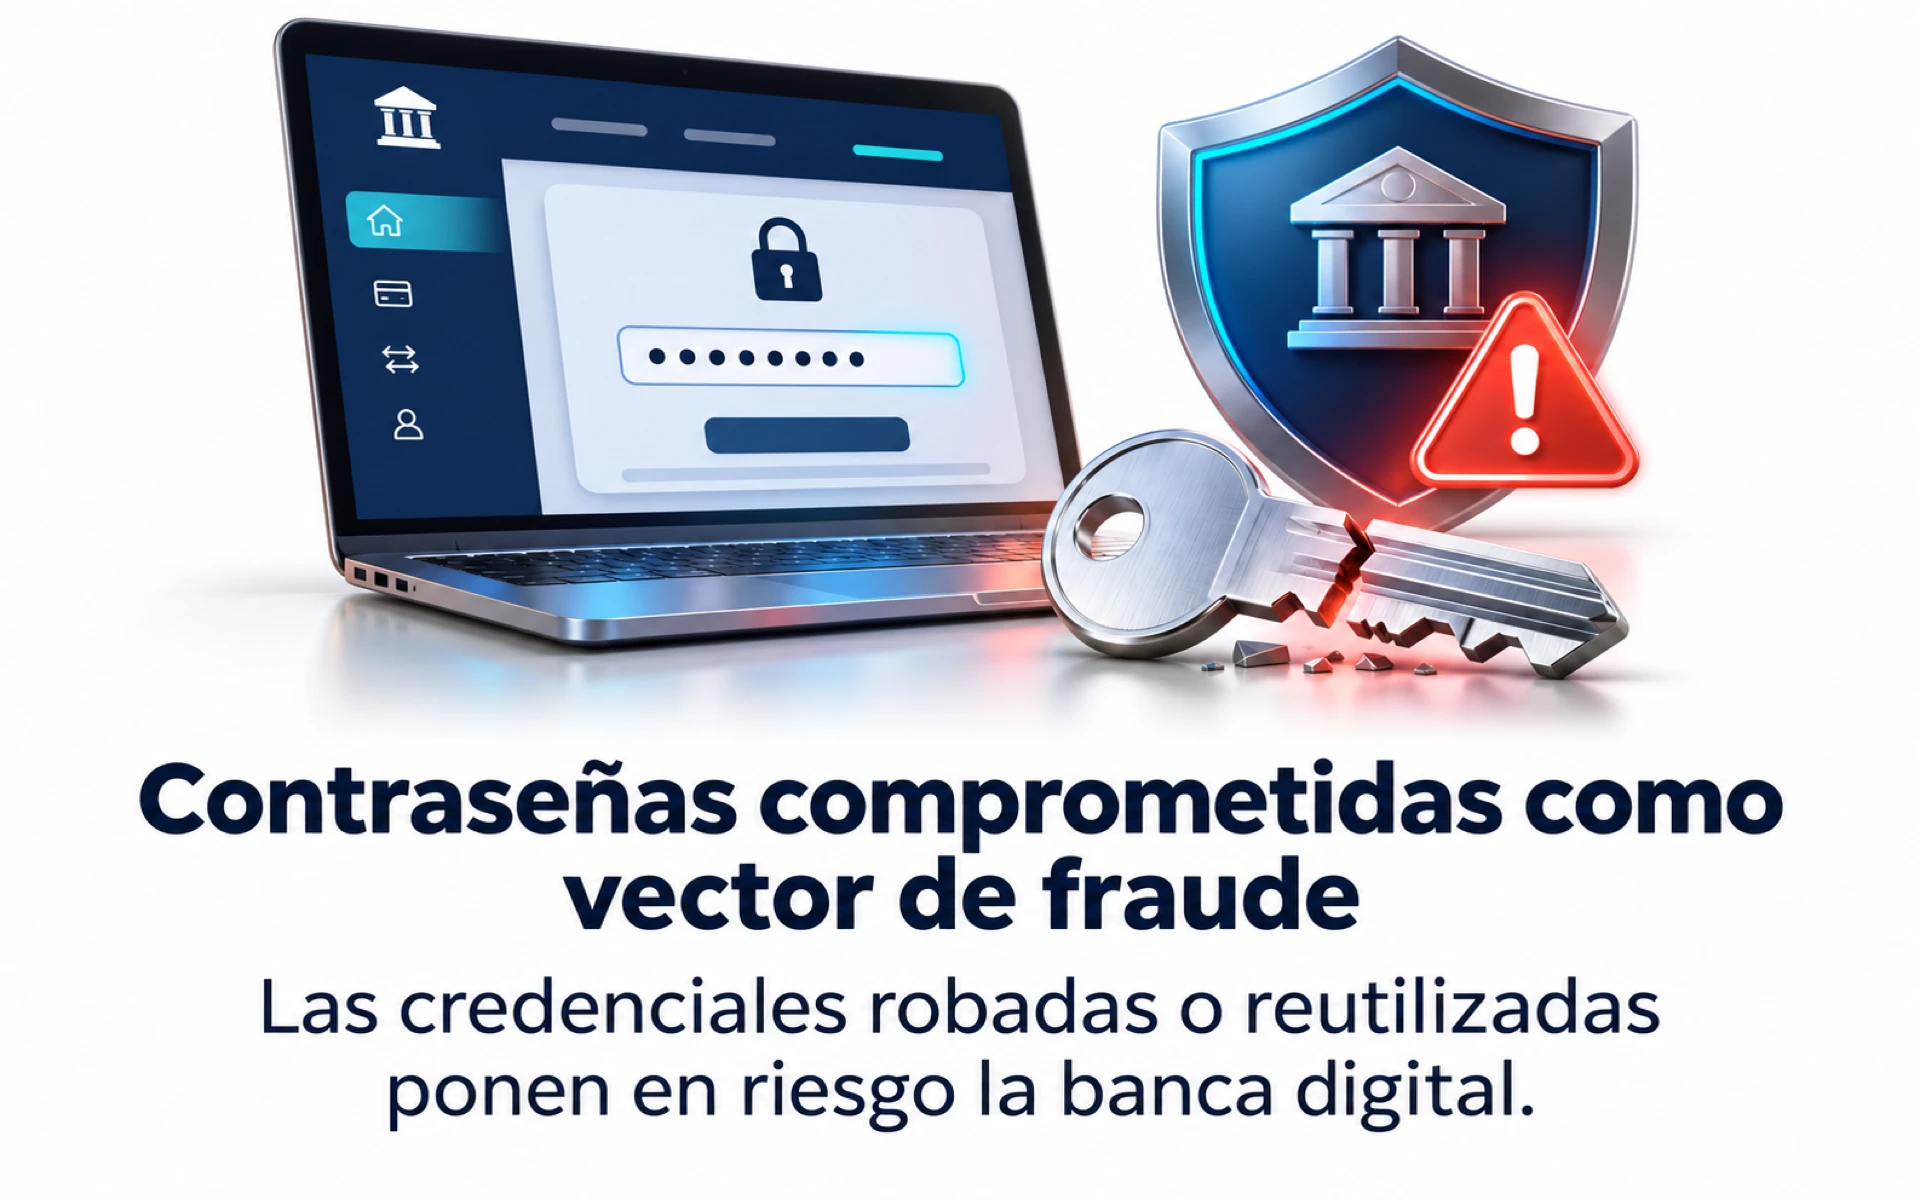 Contraseñas comprometidas como
vector de fraude
Las credenciales robadas o reutilizadas
ponen en riesgo la banca digital.